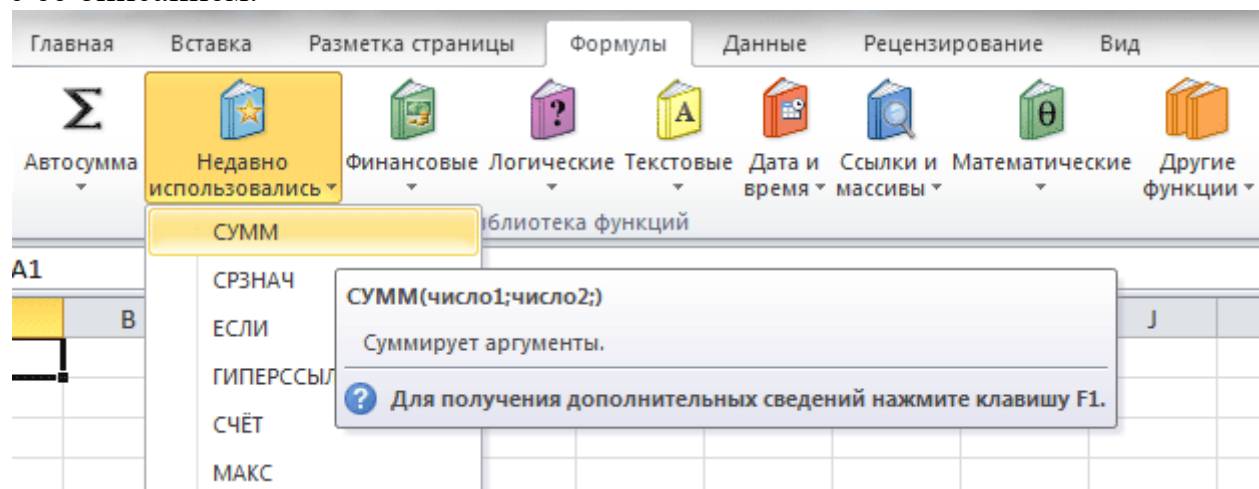 Главная Вставка Разметка страницы Формулы Данные Рецензирование Вид
Σ ? A θ
Автосумма Недавно использовались Финансовые Логические Текстовые Дата и время Ссылки и массивы Математические Другие функции
иблиотека функций
A1
B J
СУММ
СРЗНАЧ
ЕСЛИ
ГИПЕРССЫЛ
СЧЁТ
МАКС
СУММ(число1;число2;)
Суммирует аргументы.
? Для получения дополнительных сведений нажмите клавишу F1.